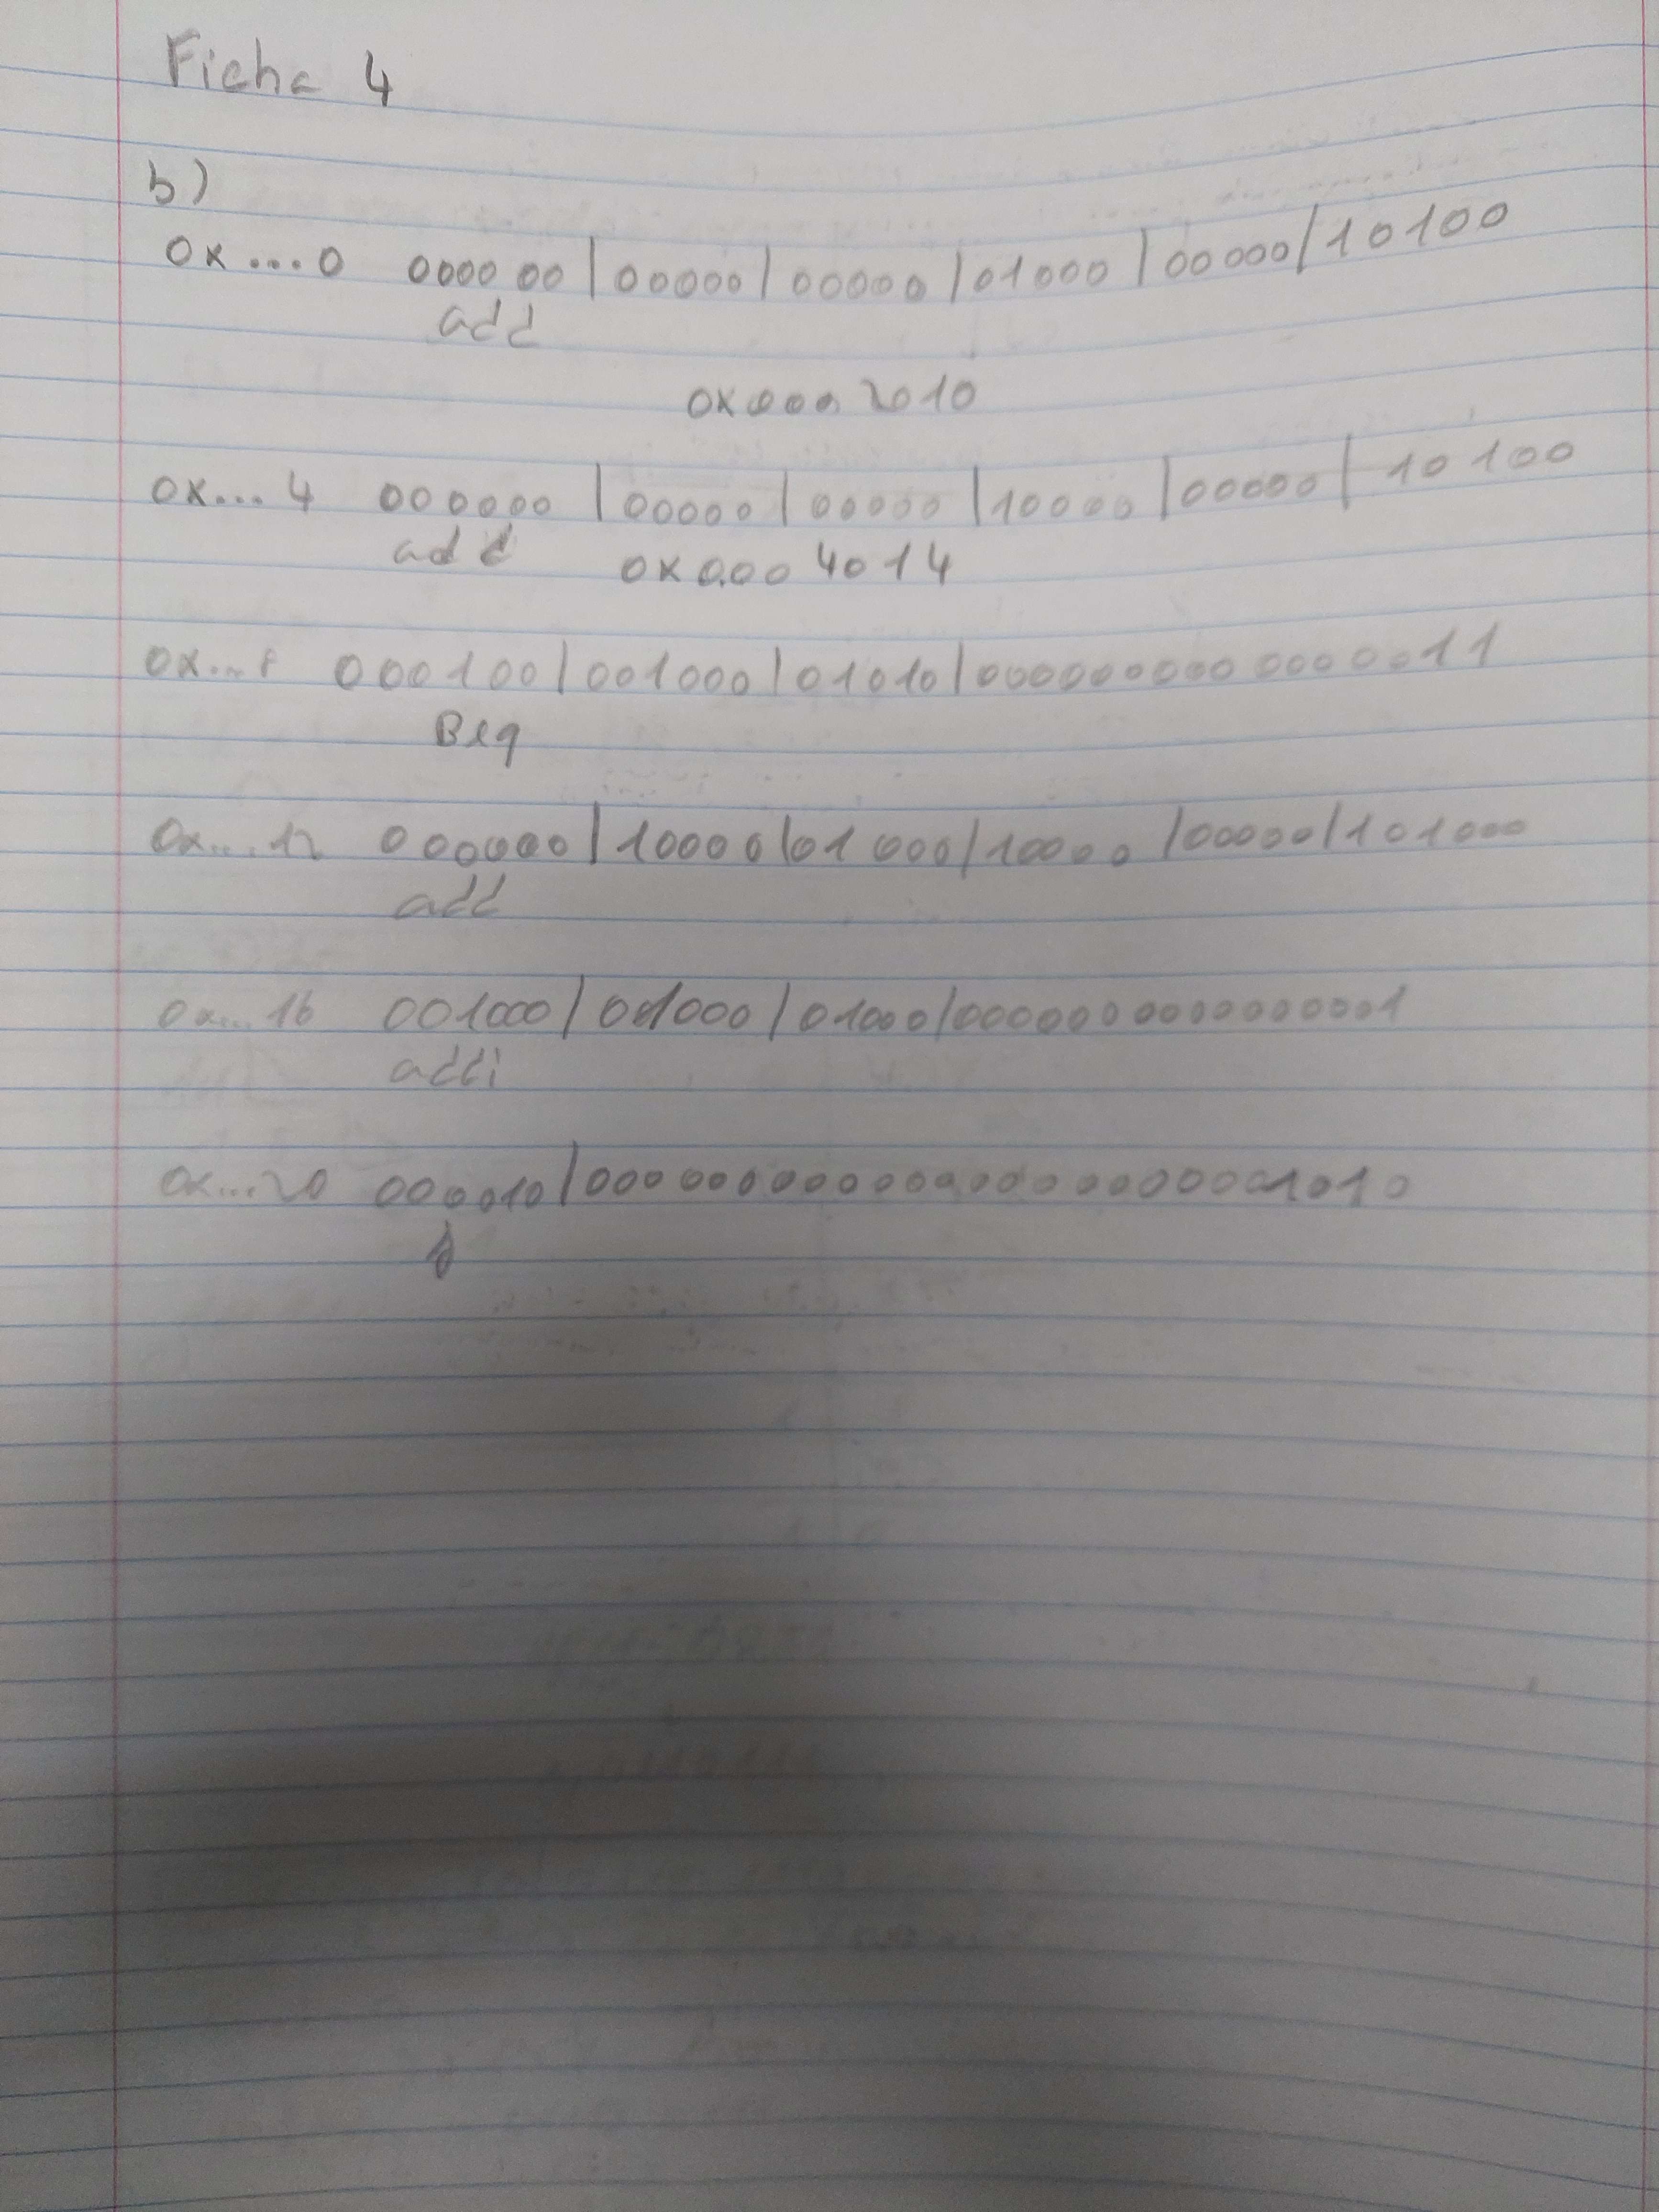 Ficha 4
b)
0x...0 000000|00000|00000|01000|00000|10100
add
0x0002010
0x...4 000000|00000|00000|10000|00000|10100
add 0x0004014
0x...8 000100|001000|01010|0000000000000011
Beq
0x...12 000000|100000|01000|10000|00000|101000
add
0x...16 001000|001000|01000|0000000000000001
addi
0x...20 000010|00000000000000000000001010
j